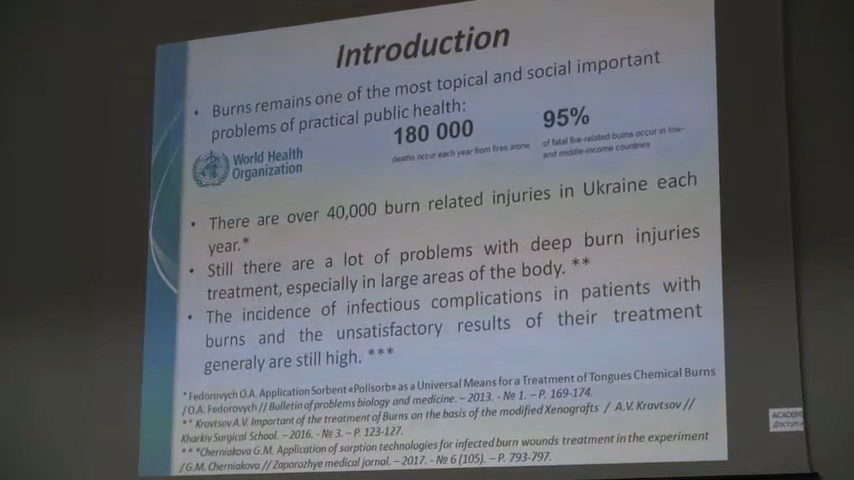 Introduction
• Burns remains one of the most topical and social important
problems of practical public health:
World Health
Organization
180 000
deaths occur each year from fires alone
95%
of fatal fire-related burns occur in low-
and middle-income countries
• There are over 40,000 burn related injuries in Ukraine each
year.*
• Still there are a lot of problems with deep burn injuries
treatment, especially in large areas of the body. **
• The incidence of infectious complications in patients with
burns and the unsatisfactory results of their treatment
generaly are still high. ***
*Fedorovych O.A. Application Sorbent «Polisorb» as a Universal Means for a Treatment of Tongues Chemical Burns
/ O.A. Fedorovych // Bulletin of problems biology and medicine. – 2013. - № 1. – P. 169-174.
** Kravtsov A.V. Important of the treatment of Burns on the basis of the modified Xenografts / A.V. Kravtsov //
Kharkiv Surgical School. – 2016. - № 3. – P. 123-127.
***Cherniakova G.M. Application of sorption technologies for infected burn wounds treatment in the experiment
/ G.M. Cherniakova // Zaporozhye medical jornal. – 2017. - № 6 (105). – P. 793-797.
ACADEM